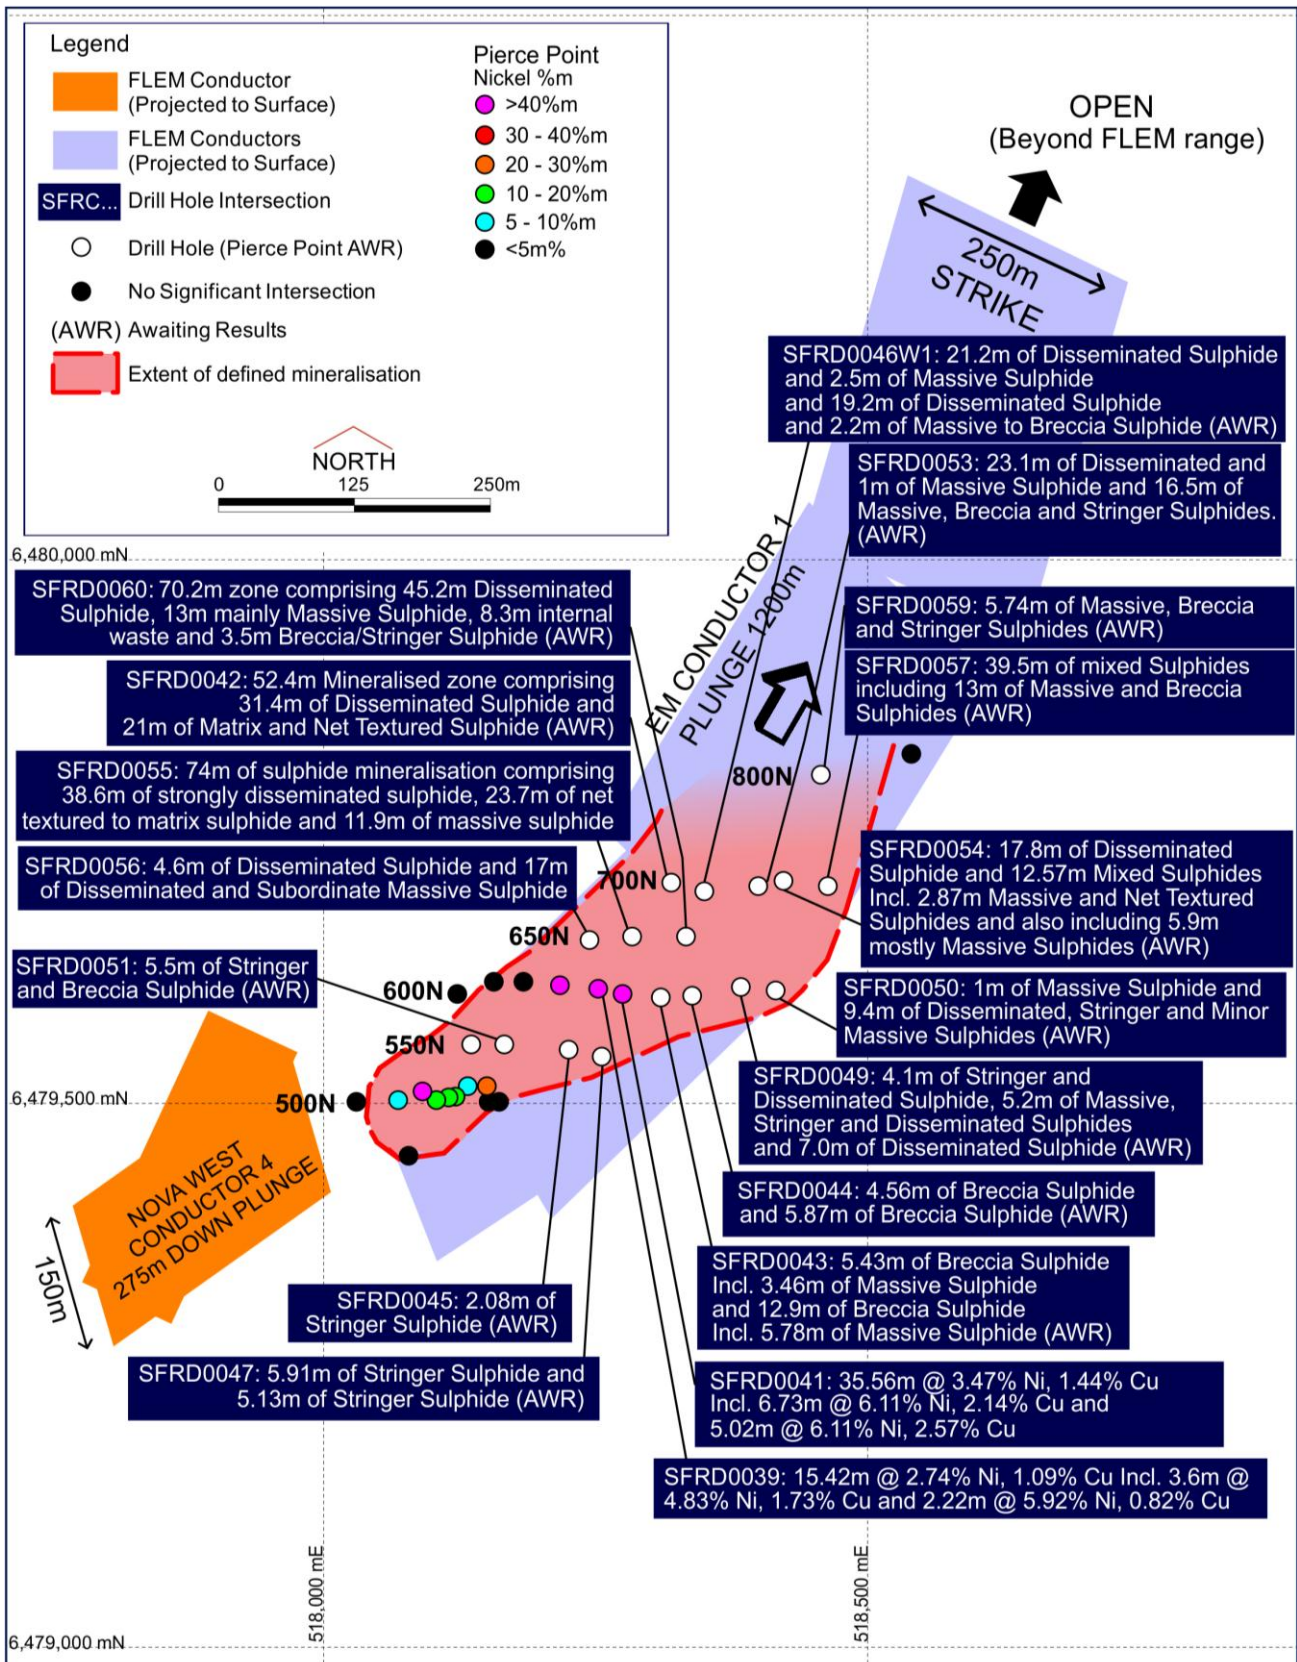 Legend
FLEM Conductor
(Projected to Surface)
FLEM Conductors
(Projected to Surface)
SFRC...
Drill Hole Intersection
Drill Hole (Pierce Point AWR)
No Significant Intersection
(AWR) Awaiting Results
Extent of defined mineralisation
Pierce Point
Nickel %m
>40%m
30 - 40%m
20 - 30%m
10 - 20%m
5 - 10%m
<5m%
NORTH
0 125 250m
OPEN
(Beyond FLEM range)
250m
STRIKE
SFRD0046W1: 21.2m of Disseminated Sulphide
and 2.5m of Massive Sulphide
and 19.2m of Disseminated Sulphide
and 2.2m of Massive to Breccia Sulphide (AWR)
SFRD0053: 23.1m of Disseminated and
1m of Massive Sulphide and 16.5m of
Massive, Breccia and Stringer Sulphides.
(AWR)
6,480,000 mN
EM CONDUCTOR 1
PLUNGE 1200m
SFRD0060: 70.2m zone comprising 45.2m Disseminated
Sulphide, 13m mainly Massive Sulphide, 8.3m internal
waste and 3.5m Breccia/Stringer Sulphide (AWR)
SFRD0059: 5.74m of Massive, Breccia
and Stringer Sulphides (AWR)
SFRD0042: 52.4m Mineralised zone comprising
31.4m of Disseminated Sulphide and
21m of Matrix and Net Textured Sulphide (AWR)
SFRD0057: 39.5m of mixed Sulphides
including 13m of Massive and Breccia
Sulphides (AWR)
SFRD0055: 74m of sulphide mineralisation comprising
38.6m of strongly disseminated sulphide, 23.7m of net
textured to matrix sulphide and 11.9m of massive sulphide
800N
SFRD0056: 4.6m of Disseminated Sulphide and 17m
of Disseminated and Subordinate Massive Sulphide
700N
SFRD0054: 17.8m of Disseminated
Sulphide and 12.57m Mixed Sulphides
Incl. 2.87m Massive and Net Textured
Sulphides and also including 5.9m
mostly Massive Sulphides (AWR)
650N
SFRD0051: 5.5m of Stringer
and Breccia Sulphide (AWR)
600N
SFRD0050: 1m of Massive Sulphide and
9.4m of Disseminated, Stringer and Minor
Massive Sulphides (AWR)
550N
SFRD0049: 4.1m of Stringer and
Disseminated Sulphide, 5.2m of Massive,
Stringer and Disseminated Sulphides
and 7.0m of Disseminated Sulphide (AWR)
6,479,500 mN
500N
NOVA WEST
CONDUCTOR 4
275m DOWN PLUNGE
150m
SFRD0044: 4.56m of Breccia Sulphide
and 5.87m of Breccia Sulphide (AWR)
SFRD0043: 5.43m of Breccia Sulphide
Incl. 3.46m of Massive Sulphide
and 12.9m of Breccia Sulphide
Incl. 5.78m of Massive Sulphide (AWR)
SFRD0045: 2.08m of
Stringer Sulphide (AWR)
SFRD0047: 5.91m of Stringer Sulphide and
5.13m of Stringer Sulphide (AWR)
SFRD0041: 35.56m @ 3.47% Ni, 1.44% Cu
Incl. 6.73m @ 6.11% Ni, 2.14% Cu and
5.02m @ 6.11% Ni, 2.57% Cu
SFRD0039: 15.42m @ 2.74% Ni, 1.09% Cu Incl. 3.6m @
4.83% Ni, 1.73% Cu and 2.22m @ 5.92% Ni, 0.82% Cu
518,000 mE
518,500 mE
6,479,000 mN